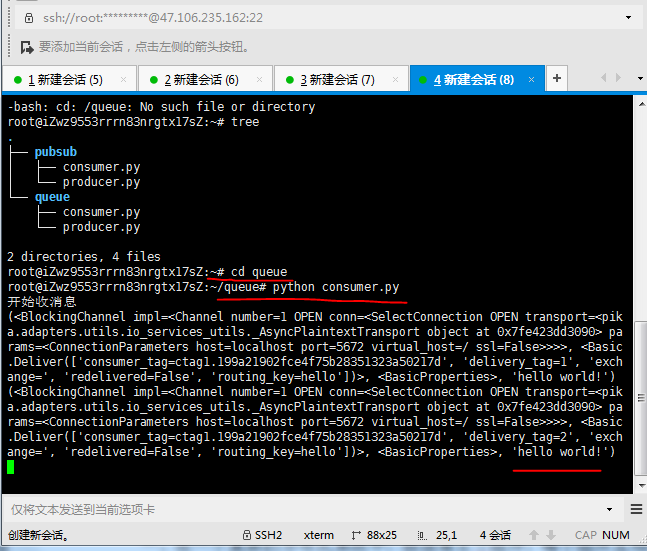 ssh://root:*********@47.106.235.162:22
要添加当前会话，点击左侧的箭头按钮。
1 新建会话 (5) × 2 新建会话 (6) × 3 新建会话 (7) × 4 新建会话 (8) × +
-bash: cd: /queue: No such file or directory
root@iZwz9553rrrn83nrgtx17sZ:~# tree
.
├── pubsub
│   ├── consumer.py
│   └── producer.py
└── queue
    ├── consumer.py
    └── producer.py
2 directories, 4 files
root@iZwz9553rrrn83nrgtx17sZ:~# cd queue
root@iZwz9553rrrn83nrgtx17sZ:~/queue# python consumer.py
开始收消息
(<BlockingChannel impl=<Channel number=1 OPEN conn=<SelectConnection OPEN transport=<pik
a.adapters.utils.io_services_utils._AsyncPlaintextTransport object at 0x7fe423dd3090> pa
rams=<ConnectionParameters host=localhost port=5672 virtual_host=/ ssl=False>>>>, <Basic
.Deliver(['consumer_tag=ctag1.199a21902fce4f75b28351323a50217d', 'delivery_tag=1', 'exch
ange=', 'redelivered=False', 'routing_key=hello'])>, <BasicProperties>, 'hello world!')
(<BlockingChannel impl=<Channel number=1 OPEN conn=<SelectConnection OPEN transport=<pik
a.adapters.utils.io_services_utils._AsyncPlaintextTransport object at 0x7fe423dd3090> pa
rams=<ConnectionParameters host=localhost port=5672 virtual_host=/ ssl=False>>>>, <Basic
.Deliver(['consumer_tag=ctag1.199a21902fce4f75b28351323a50217d', 'delivery_tag=2', 'exch
ange=', 'redelivered=False', 'routing_key=hello'])>, <BasicProperties>, 'hello world!')
仅将文本发送到当前选项卡
创建新会话。 SSH2 xterm 88x25 25,1 4 会话 CAP NUM